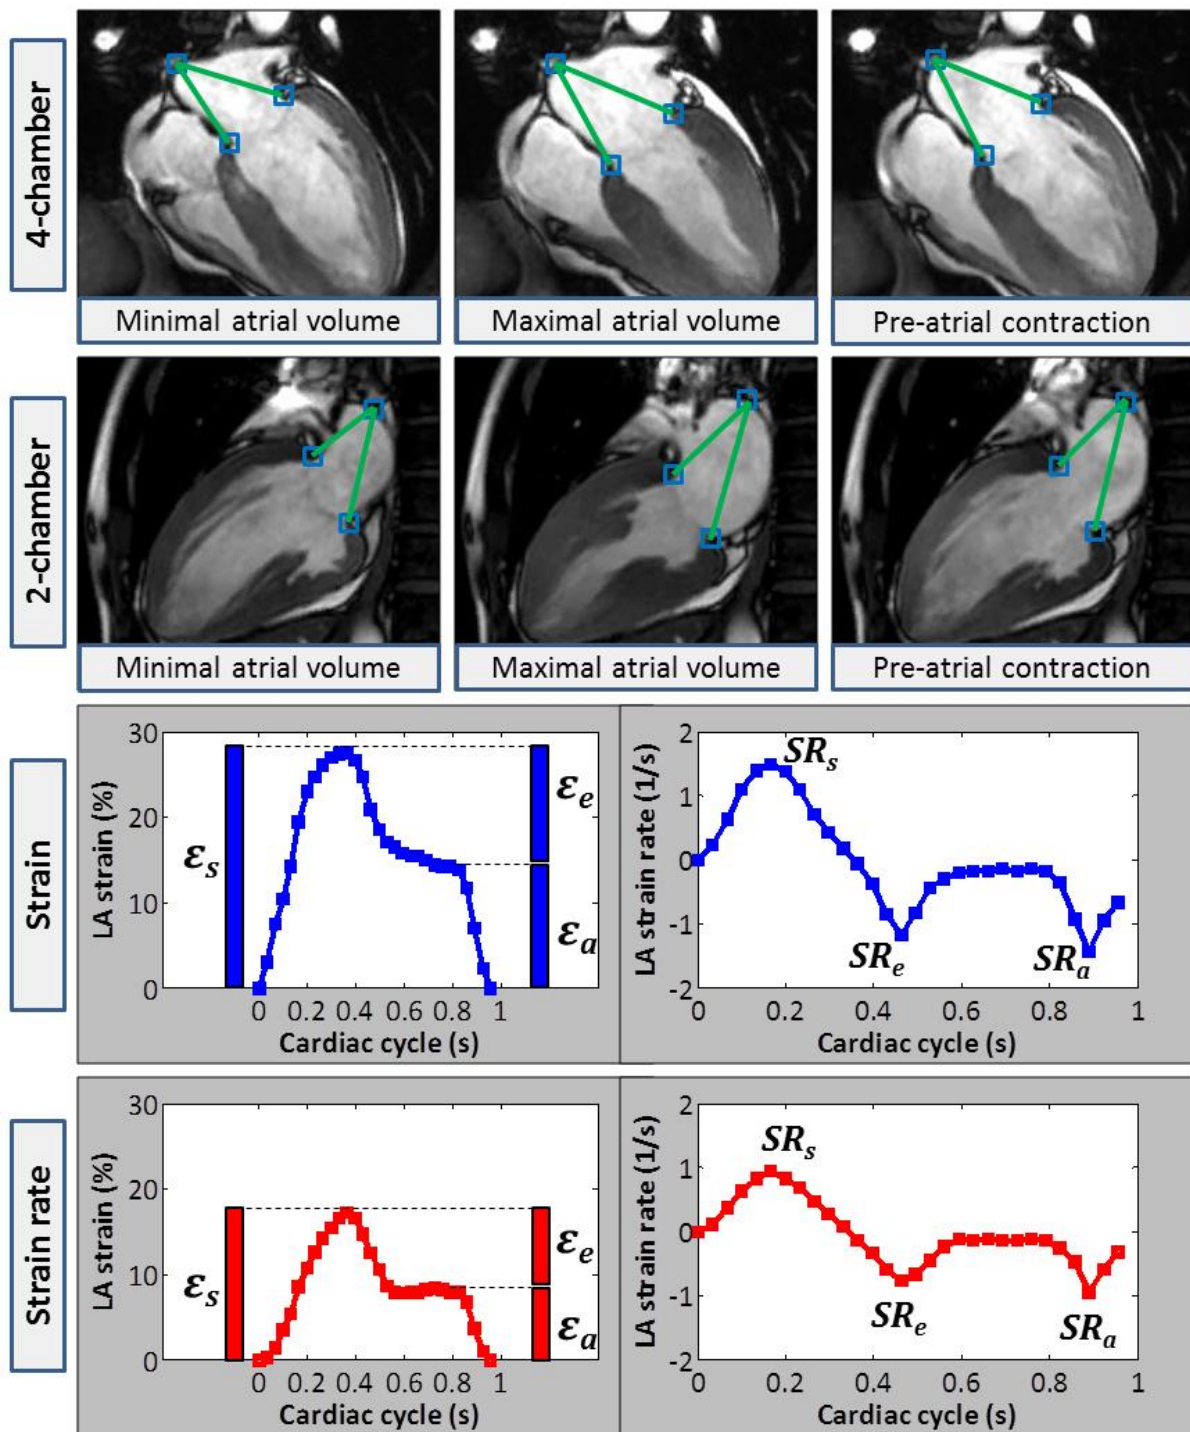 4-chamber
Minimal atrial volume
Maximal atrial volume
Pre-atrial contraction
2-chamber
Minimal atrial volume
Maximal atrial volume
Pre-atrial contraction
Strain
LA strain (%)
30
20
10
0
εs
εe
εa
0 0.2 0.4 0.6 0.8 1
Cardiac cycle (s)
LA strain rate (1/s)
2
1
0
-1
-2
SRs
SRe
SRa
0 0.2 0.4 0.6 0.8 1
Cardiac cycle (s)
Strain rate
LA strain (%)
30
20
10
0
εs
εe
εa
0 0.2 0.4 0.6 0.8 1
Cardiac cycle (s)
LA strain rate (1/s)
2
1
0
-1
-2
SRs
SRe
SRa
0 0.2 0.4 0.6 0.8 1
Cardiac cycle (s)